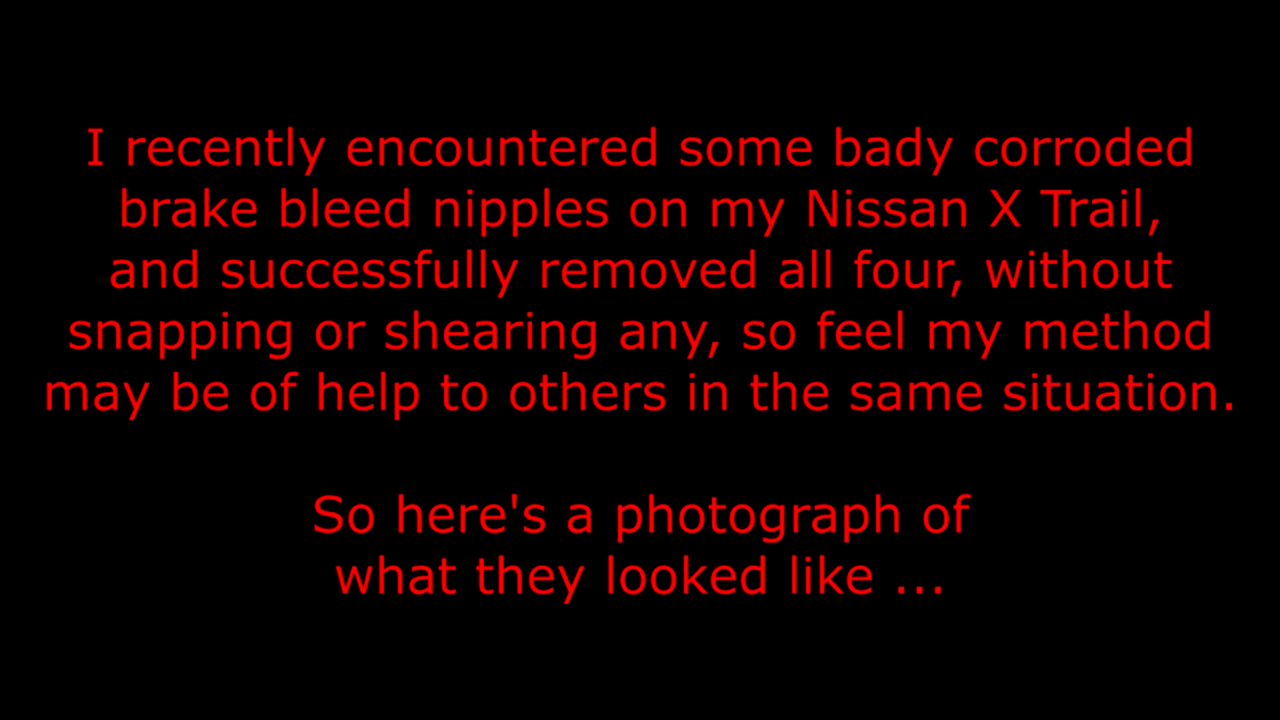 I recently encountered some bady corroded
brake bleed nipples on my Nissan X Trail,
and successfully removed all four, without
snapping or shearing any, so feel my method
may be of help to others in the same situation.
So here's a photograph of
what they looked like ...